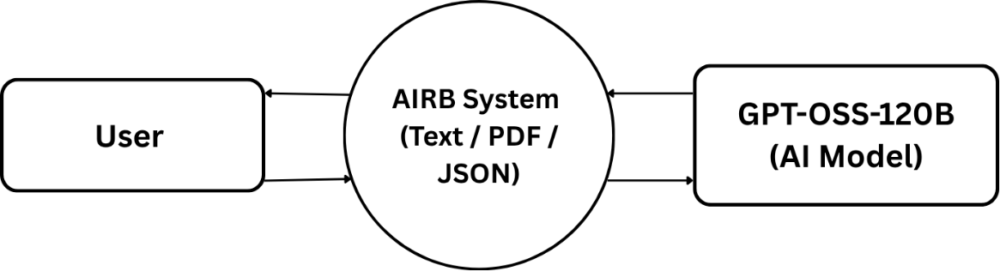 User
AIRB System
(Text / PDF /
JSON)
GPT-OSS-120B
(AI Model)